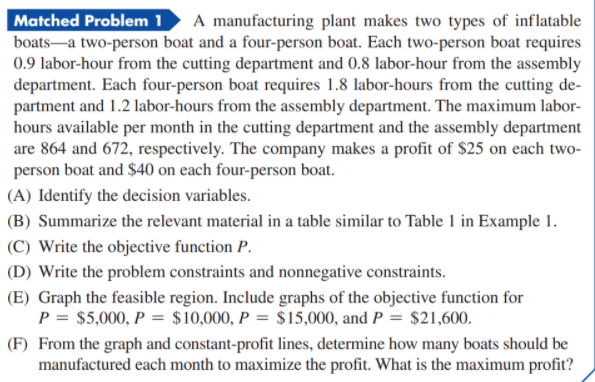 Matched Problem 1 A manufacturing plant makes two types of inflatable
boats—a two-person boat and a four-person boat. Each two-person boat requires
0.9 labor-hour from the cutting department and 0.8 labor-hour from the assembly
department. Each four-person boat requires 1.8 labor-hours from the cutting de-
partment and 1.2 labor-hours from the assembly department. The maximum labor-
hours available per month in the cutting department and the assembly department
are 864 and 672, respectively. The company makes a profit of $25 on each two-
person boat and $40 on each four-person boat.
(A) Identify the decision variables.
(B) Summarize the relevant material in a table similar to Table 1 in Example 1.
(C) Write the objective function P.
(D) Write the problem constraints and nonnegative constraints.
(E) Graph the feasible region. Include graphs of the objective function for
P = $5,000, P = $10,000, P = $15,000, and P = $21,600.
(F) From the graph and constant-profit lines, determine how many boats should be
manufactured each month to maximize the profit. What is the maximum profit?